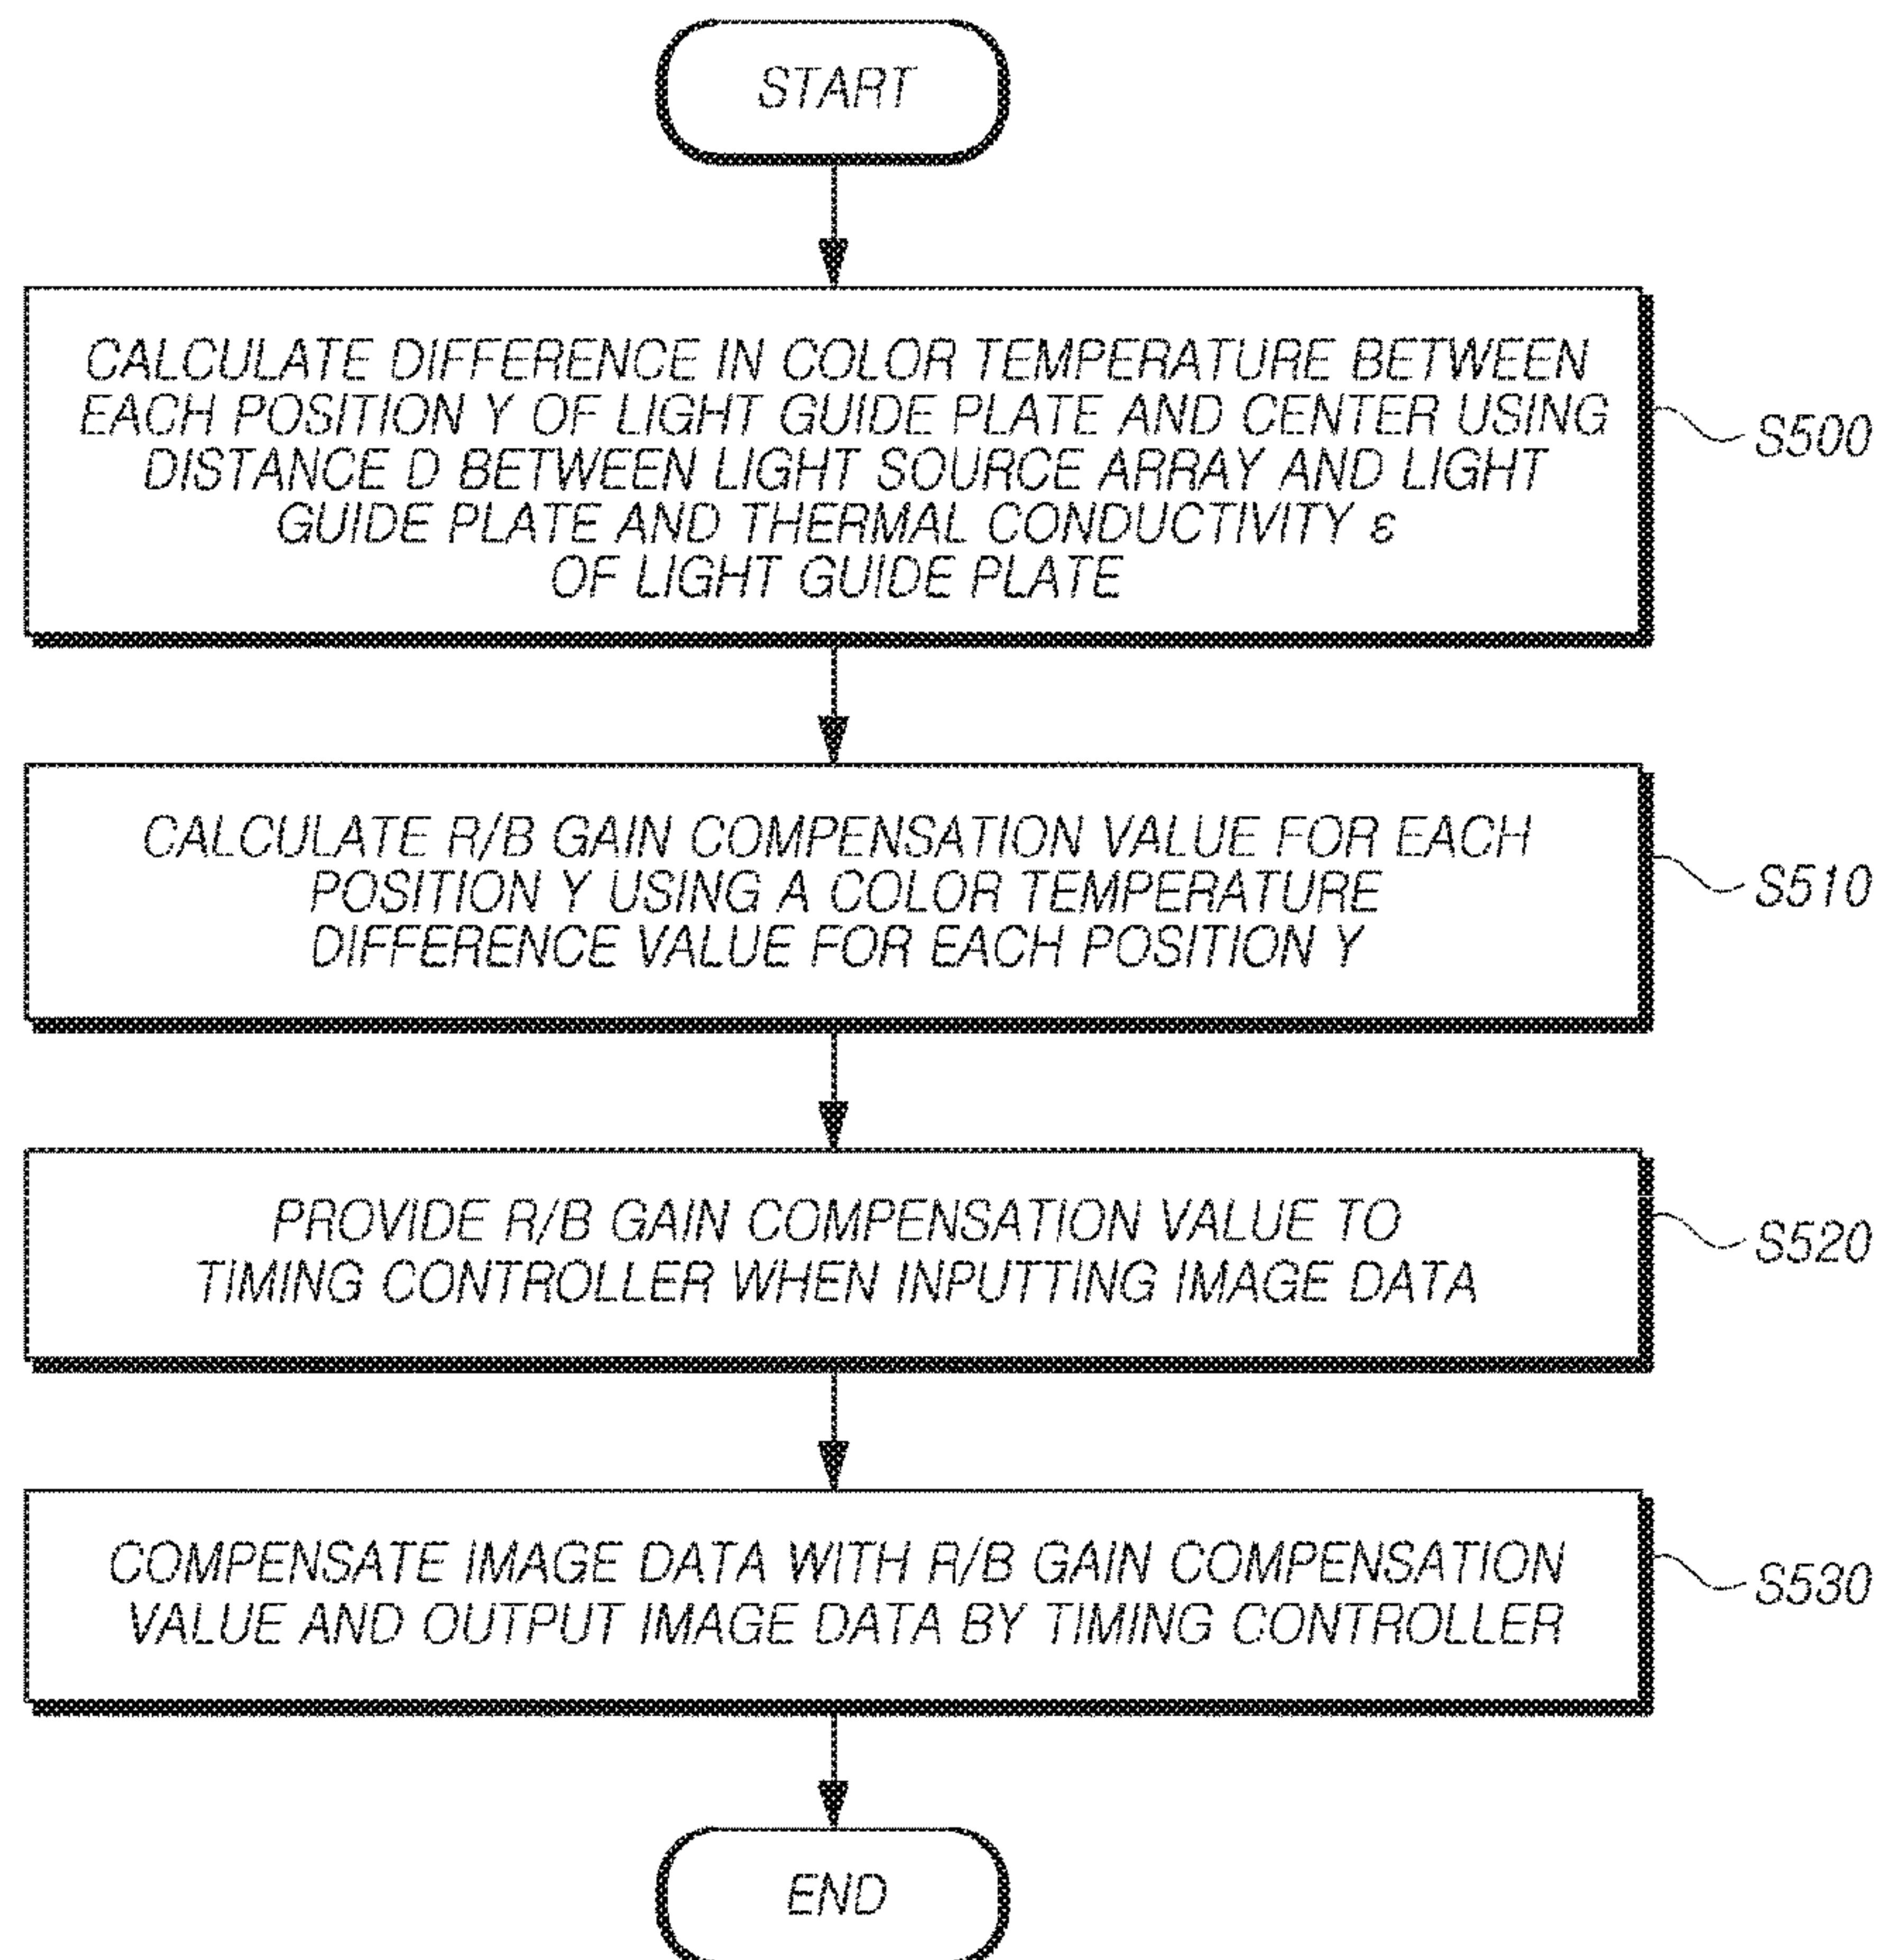 START
CALCULATE DIFFERENCE IN COLOR TEMPERATURE BETWEEN
EACH POSITION Y OF LIGHT GUIDE PLATE AND CENTER USING
DISTANCE D BETWEEN LIGHT SOURCE ARRAY AND LIGHT
GUIDE PLATE AND THERMAL CONDUCTIVITY ε
OF LIGHT GUIDE PLATE
S500
CALCULATE R/B GAIN COMPENSATION VALUE FOR EACH
POSITION Y USING A COLOR TEMPERATURE
DIFFERENCE VALUE FOR EACH POSITION Y
S510
PROVIDE R/B GAIN COMPENSATION VALUE TO
TIMING CONTROLLER WHEN INPUTTING IMAGE DATA
S520
COMPENSATE IMAGE DATA WITH R/B GAIN COMPENSATION
VALUE AND OUTPUT IMAGE DATA BY TIMING CONTROLLER
S530
END